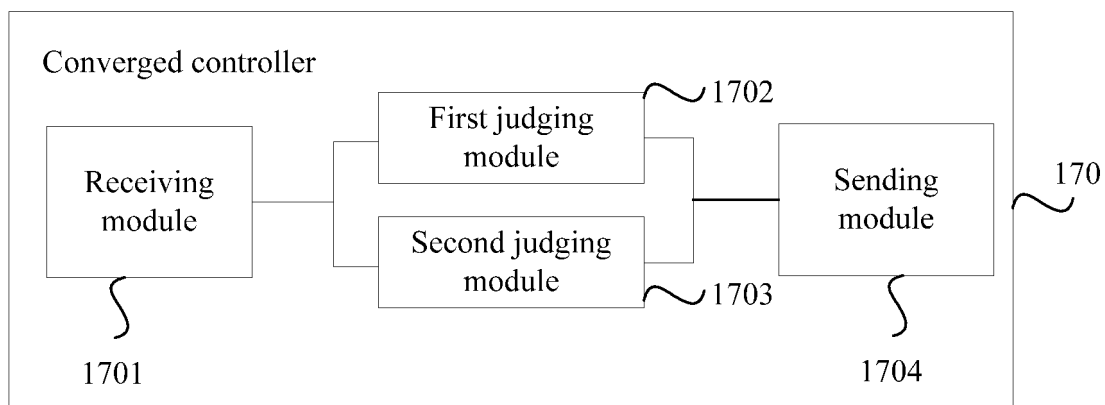 Converged controller
Receiving
module
1701
First judging
module
1702
Second judging
module
1703
Sending
module
1704
170